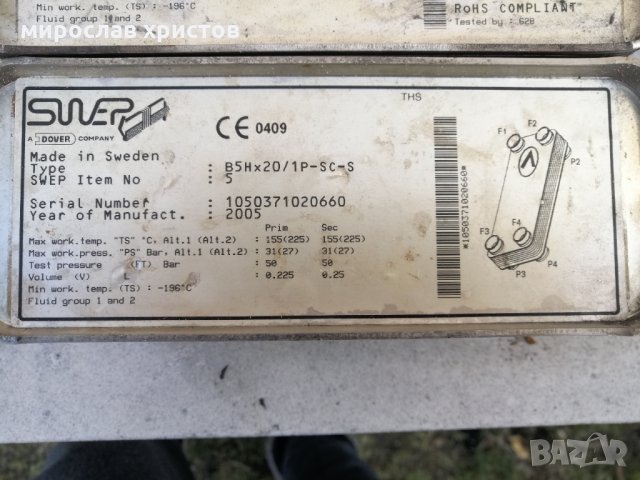 Min work. temp. (TS) : -196°C
Fluid group 1 and 2
RoHS COMPLIANT
Tested by : 628
мирослав христов
SWEP
A DOVER COMPANY
CE 0409
THS
Made in Sweden
Type : B5Hx20/1P-SC-S
SWEP Item No : 5
Serial Number : 1050371020660
Year of Manufact. : 2005
Prim Sec
Max work.temp. "TS" °C, Alt.1 (Alt.2) : 155(225) 155(225)
Max work.press. "PS" Bar, Alt.1 (Alt.2) : 31(27) 31(27)
Test pressure (FT) Bar : 50 50
Volume (V) L : 0.225 0.25
Min work. temp. (TS) : -196°C
Fluid group 1 and 2
*1050371020660*
F1 F2
P2
F3 F4
P3 P4
BAZAR